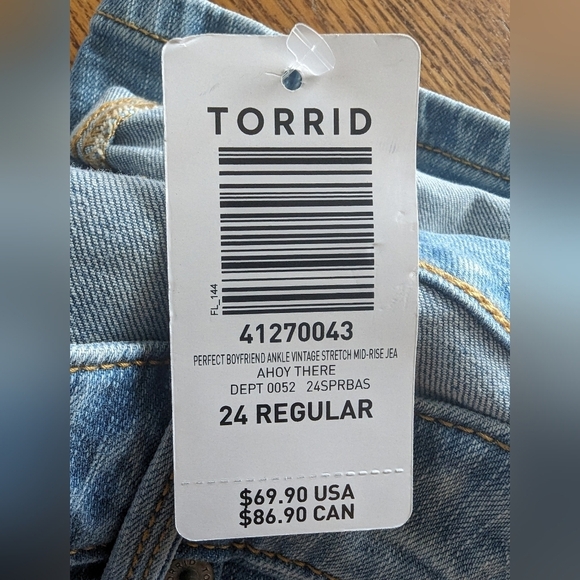 TORRID
FL_144
41270043
PERFECT BOYFRIEND ANKLE VINTAGE STRETCH MID-RISE JEA
AHOY THERE
DEPT 0052 24SPRBAS
24 REGULAR
$69.90 USA
$86.90 CAN